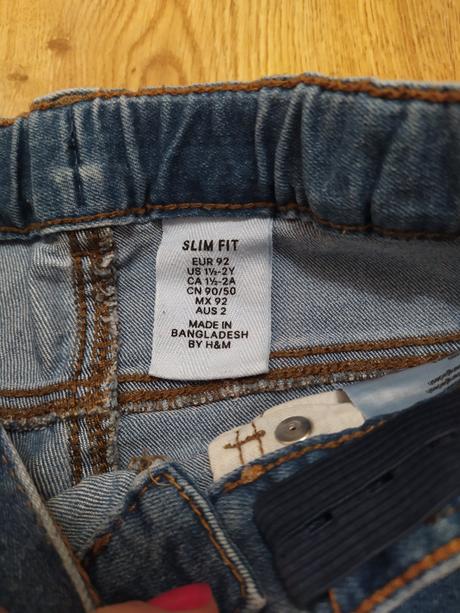 SLIM FIT
EUR 92
US 1½-2Y
CA 1½-2A
CN 90/50
MX 92
AUS 2
MADE IN
BANGLADESH
BY H&M